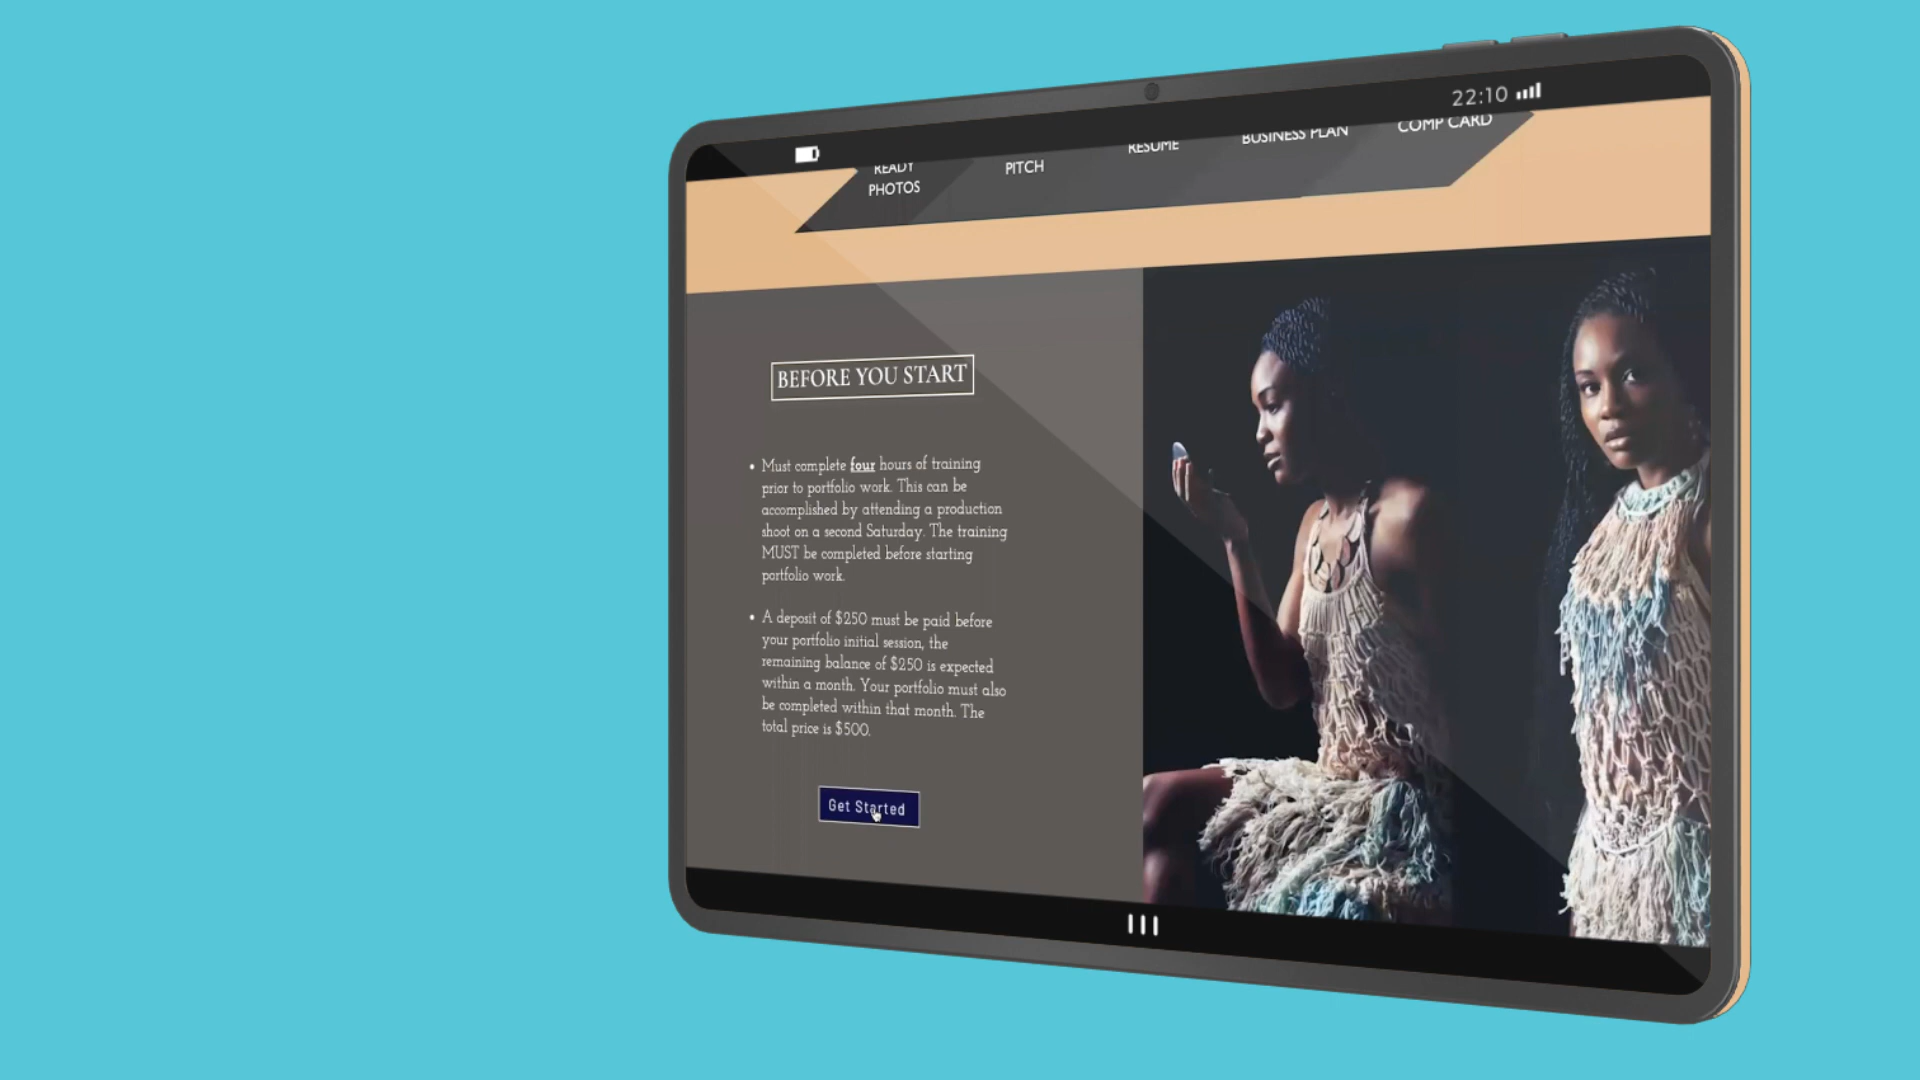 22:10
READY
PHOTOS
PITCH
RESUME
BUSINESS PLAN
COMP CARD
BEFORE YOU START
• Must complete four hours of training
prior to portfolio work. This can be
accomplished by attending a production
shoot on a second Saturday. The training
MUST be completed before starting
portfolio work.
• A deposit of $250 must be paid before
your portfolio initial session, the
remaining balance of $250 is expected
within a month. Your portfolio must also
be completed within that month. The
total price is $500.
Get Started